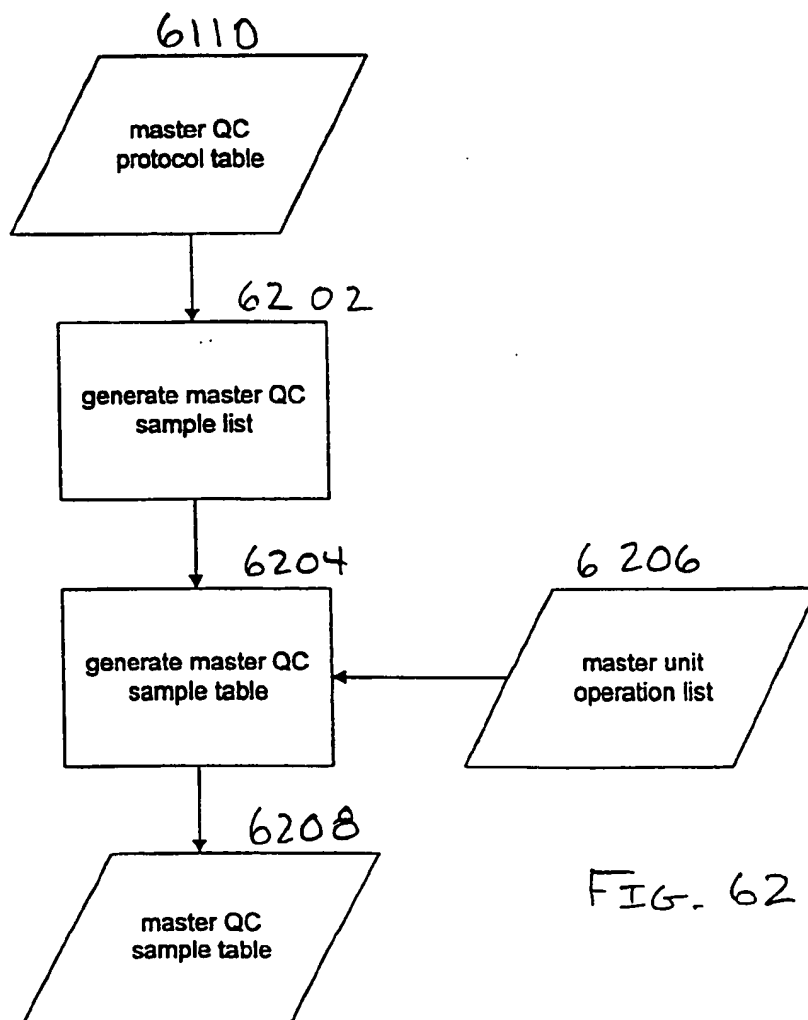 6110
master QC
protocol table
6202
generate master QC
sample list
6204
6206
generate master QC
sample table
master unit
operation list
6208
master QC
sample table
FIG. 62